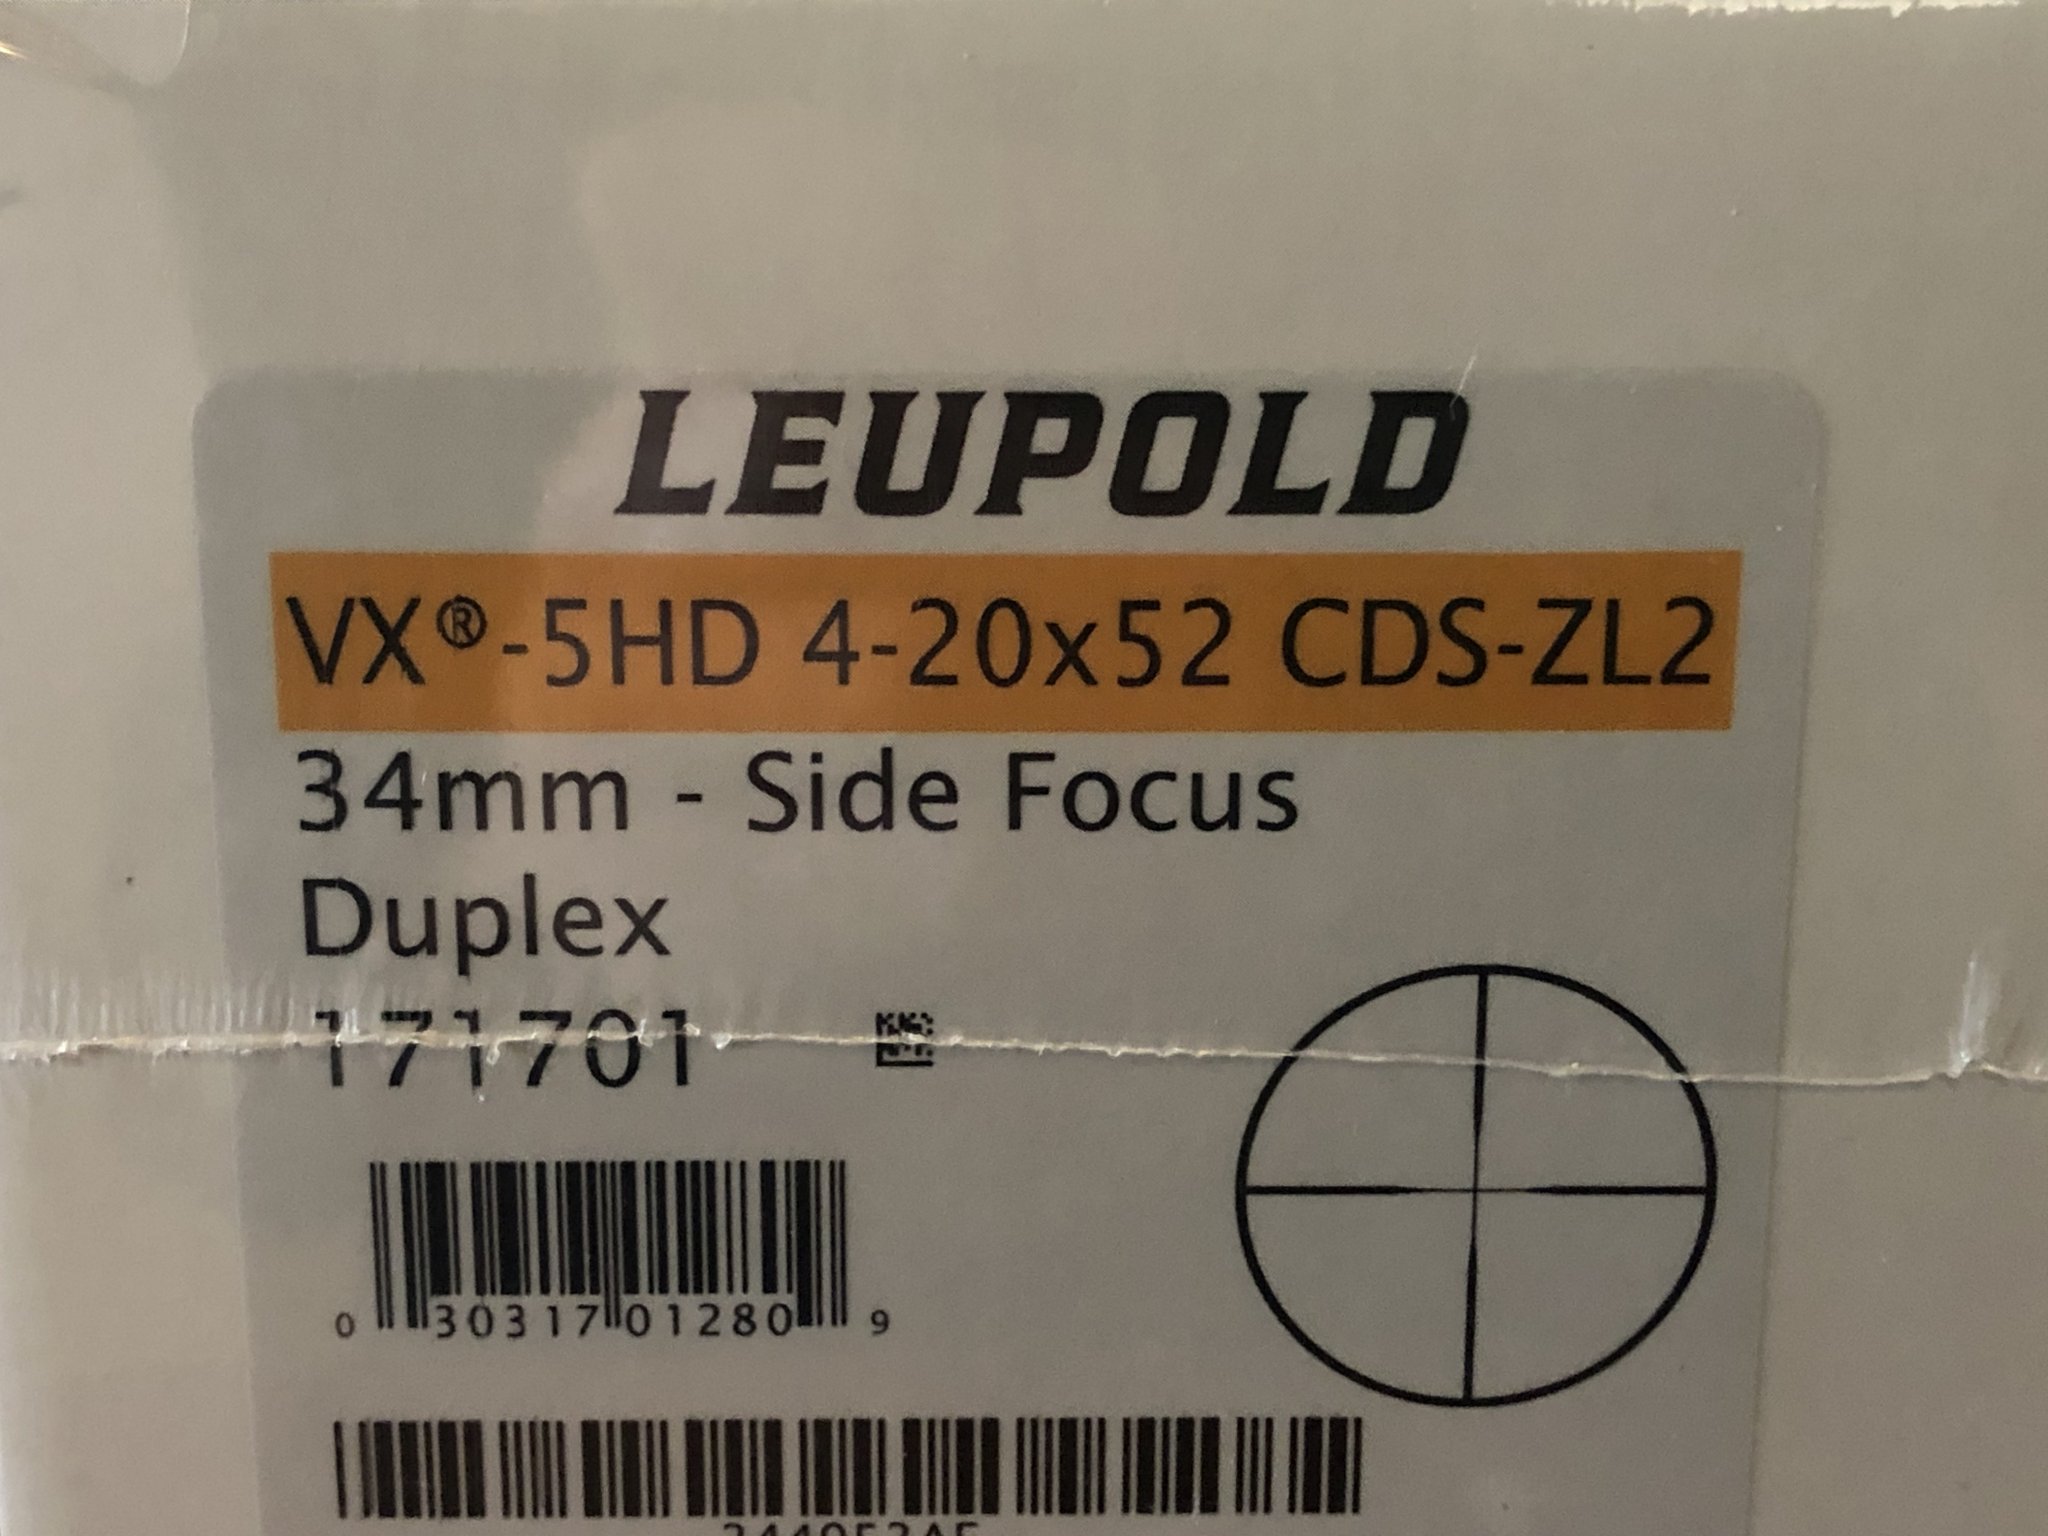 LEUPOLD
VX®-5HD 4-20x52 CDS-ZL2
34mm - Side Focus
Duplex
171701
0 30317 01280 9